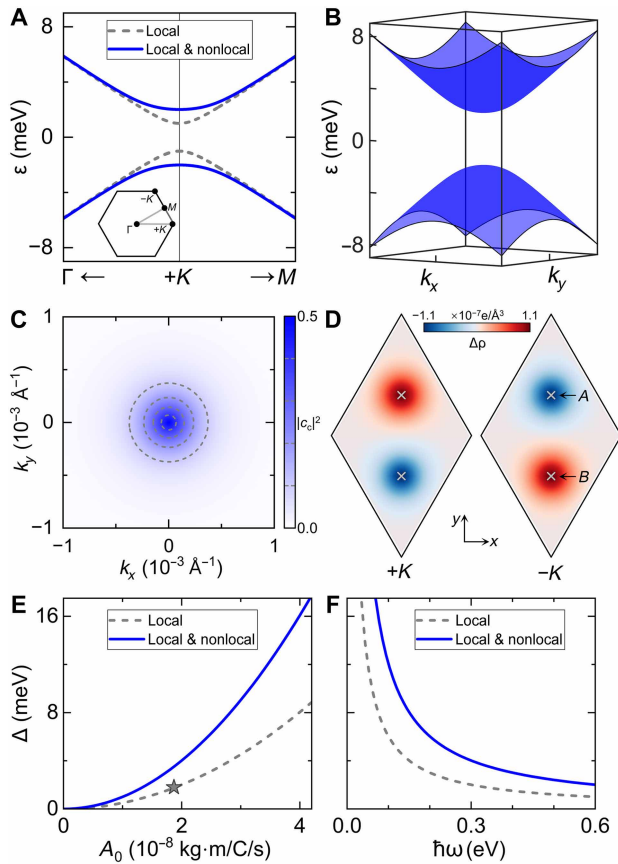 A
Local
Local & nonlocal
ε (meV)
8
0
−8
−K
M
Γ
+K
Γ ←
+K
→ M
B
ε (meV)
8
0
−8
kx
ky
C
ky (10⁻³ Å⁻¹)
1
0
−1
−1
0
1
kx (10⁻³ Å⁻¹)
0.5
|cc|²
0.0
D
−1.1
×10⁻⁷e/Å³
1.1
Δρ
A
B
y
x
+K
−K
E
Local
Local & nonlocal
Δ (meV)
16
8
0
0
2
4
A₀ (10⁻⁸ kg·m/C/s)
F
Local
Local & nonlocal
0.0
0.3
0.6
ħω (eV)